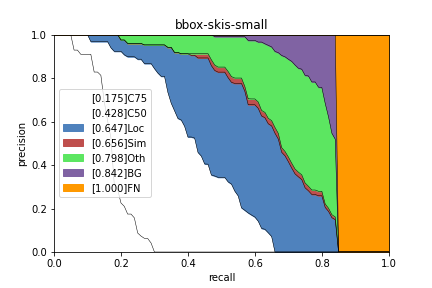 bbox-skis-small
1.0
0.8
0.6
0.4
0.2
0.0
precision
[0.175]C75
[0.428]C50
[0.647]Loc
[0.656]Sim
[0.798]Oth
[0.842]BG
[1.000]FN
0.0 0.2 0.4 0.6 0.8 1.0
recall